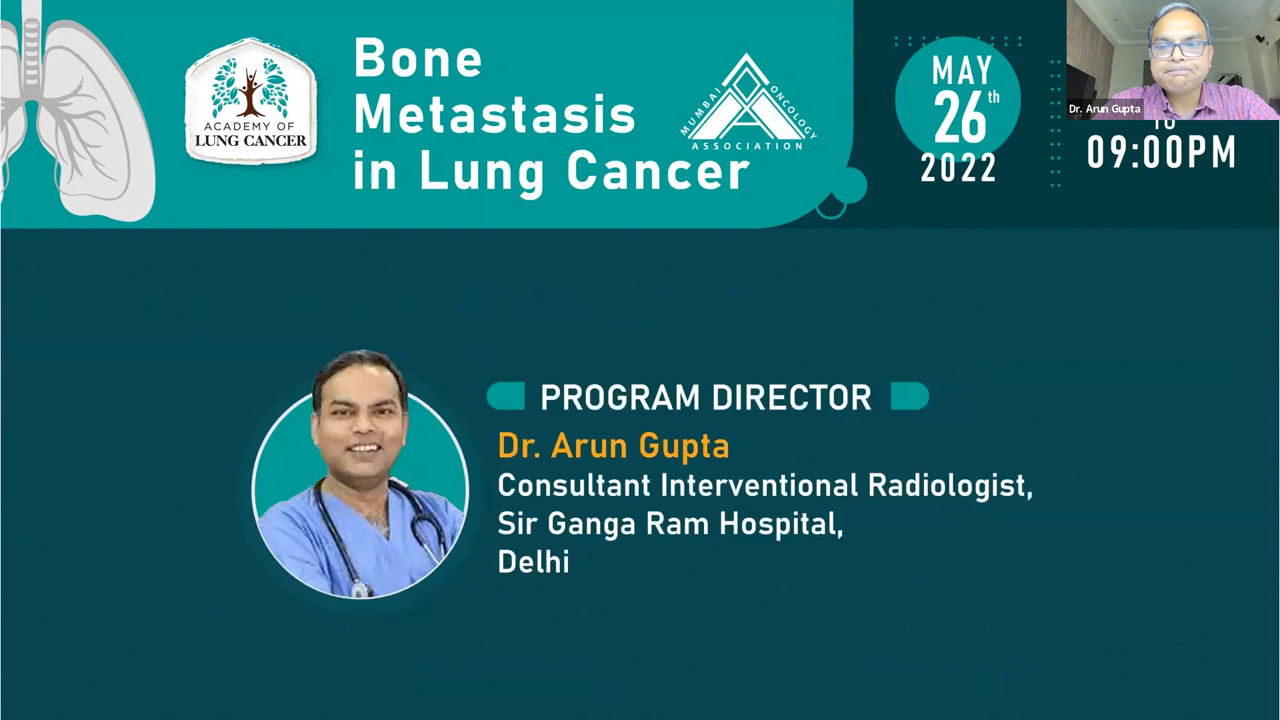 ACADEMY OF
LUNG CANCER
Bone
Metastasis
in Lung Cancer
MUMBAI ONCOLOGY
ASSOCIATION
MAY
26th
2022
09:00PM
Dr. Arun Gupta
PROGRAM DIRECTOR
Dr. Arun Gupta
Consultant Interventional Radiologist,
Sir Ganga Ram Hospital,
Delhi